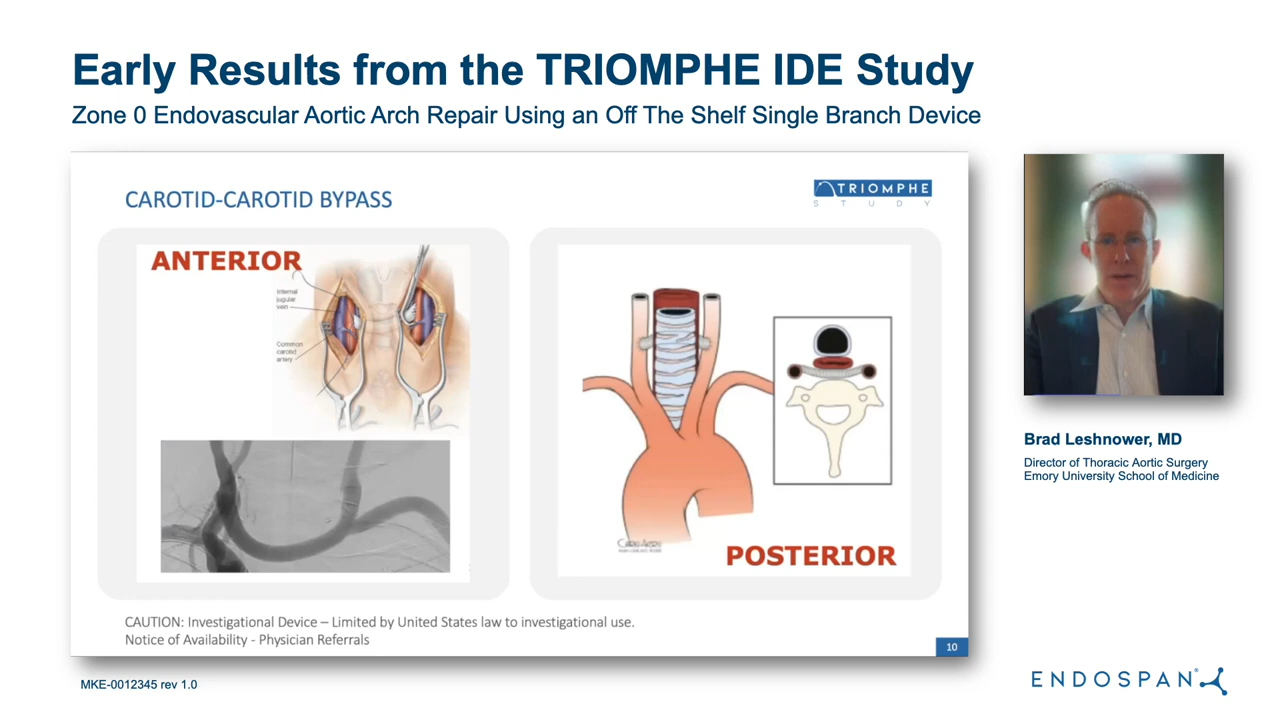 Early Results from the TRIOMPHE IDE Study
Zone 0 Endovascular Aortic Arch Repair Using an Off The Shelf Single Branch Device
CAROTID-CAROTID BYPASS
TRIOMPHE
STUDY
ANTERIOR
Internal
jugular
vein
Common
carotid
artery
POSTERIOR
CAUTION: Investigational Device – Limited by United States law to investigational use.
Notice of Availability - Physician Referrals
10
Brad Leshnower, MD
Director of Thoracic Aortic Surgery
Emory University School of Medicine
MKE-0012345 rev 1.0
ENDOSPAN®